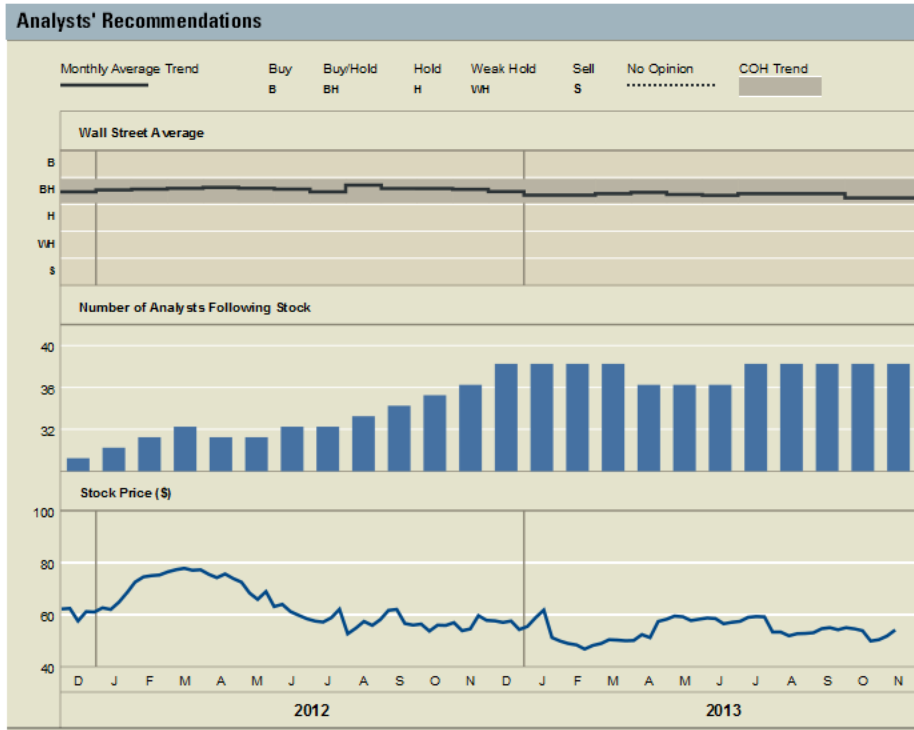 Analysts' Recommendations
Monthly Average Trend Buy Buy/Hold Hold Weak Hold Sell No Opinion COH Trend
B BH H WH S
Wall Street Average
B
BH
H
WH
S
Number of Analysts Following Stock
40
36
32
Stock Price ($)
100
80
60
40
D J F M A M J J A S O N D J F M A M J J A S O N
2012 2013